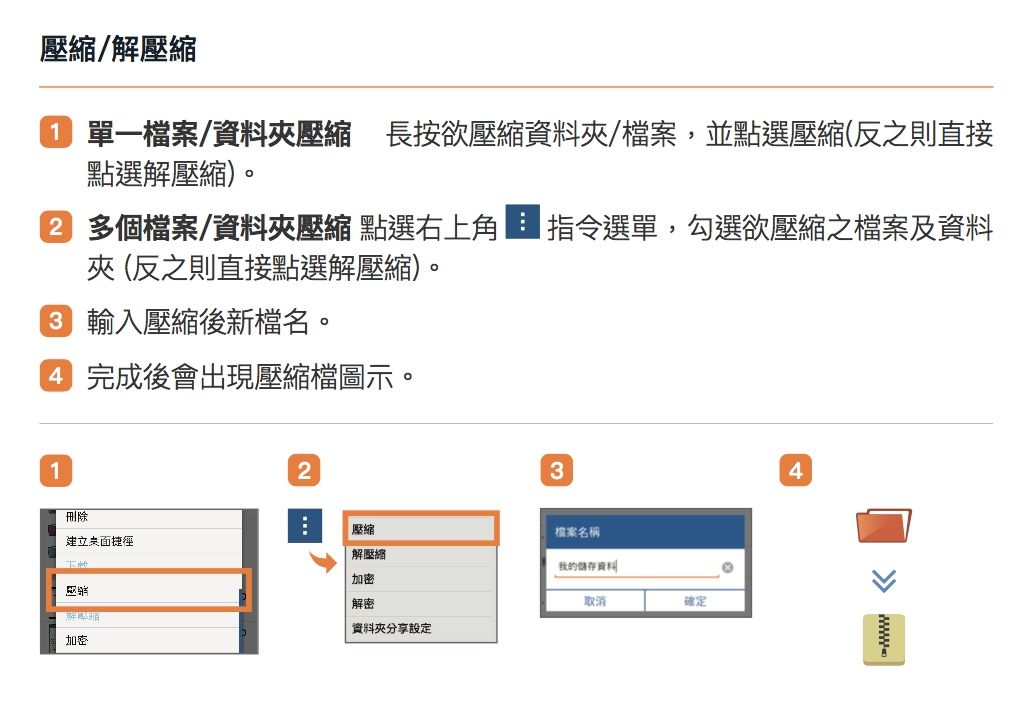 壓縮/解壓縮
1 單一檔案/資料夾壓縮 長按欲壓縮資料夾/檔案，並點選壓縮(反之則直接
點選解壓縮)。
2 多個檔案/資料夾壓縮 點選右上角 指令選單，勾選欲壓縮之檔案及資料
夾 (反之則直接點選解壓縮)。
3 輸入壓縮後新檔名。
4 完成後會出現壓縮檔圖示。
1
刪除
建立桌面捷徑
下載
壓縮
解壓縮
加密
2
壓縮
解壓縮
加密
解密
資料夾分享設定
3
檔案名稱
我的儲存資料
取消
確定
4